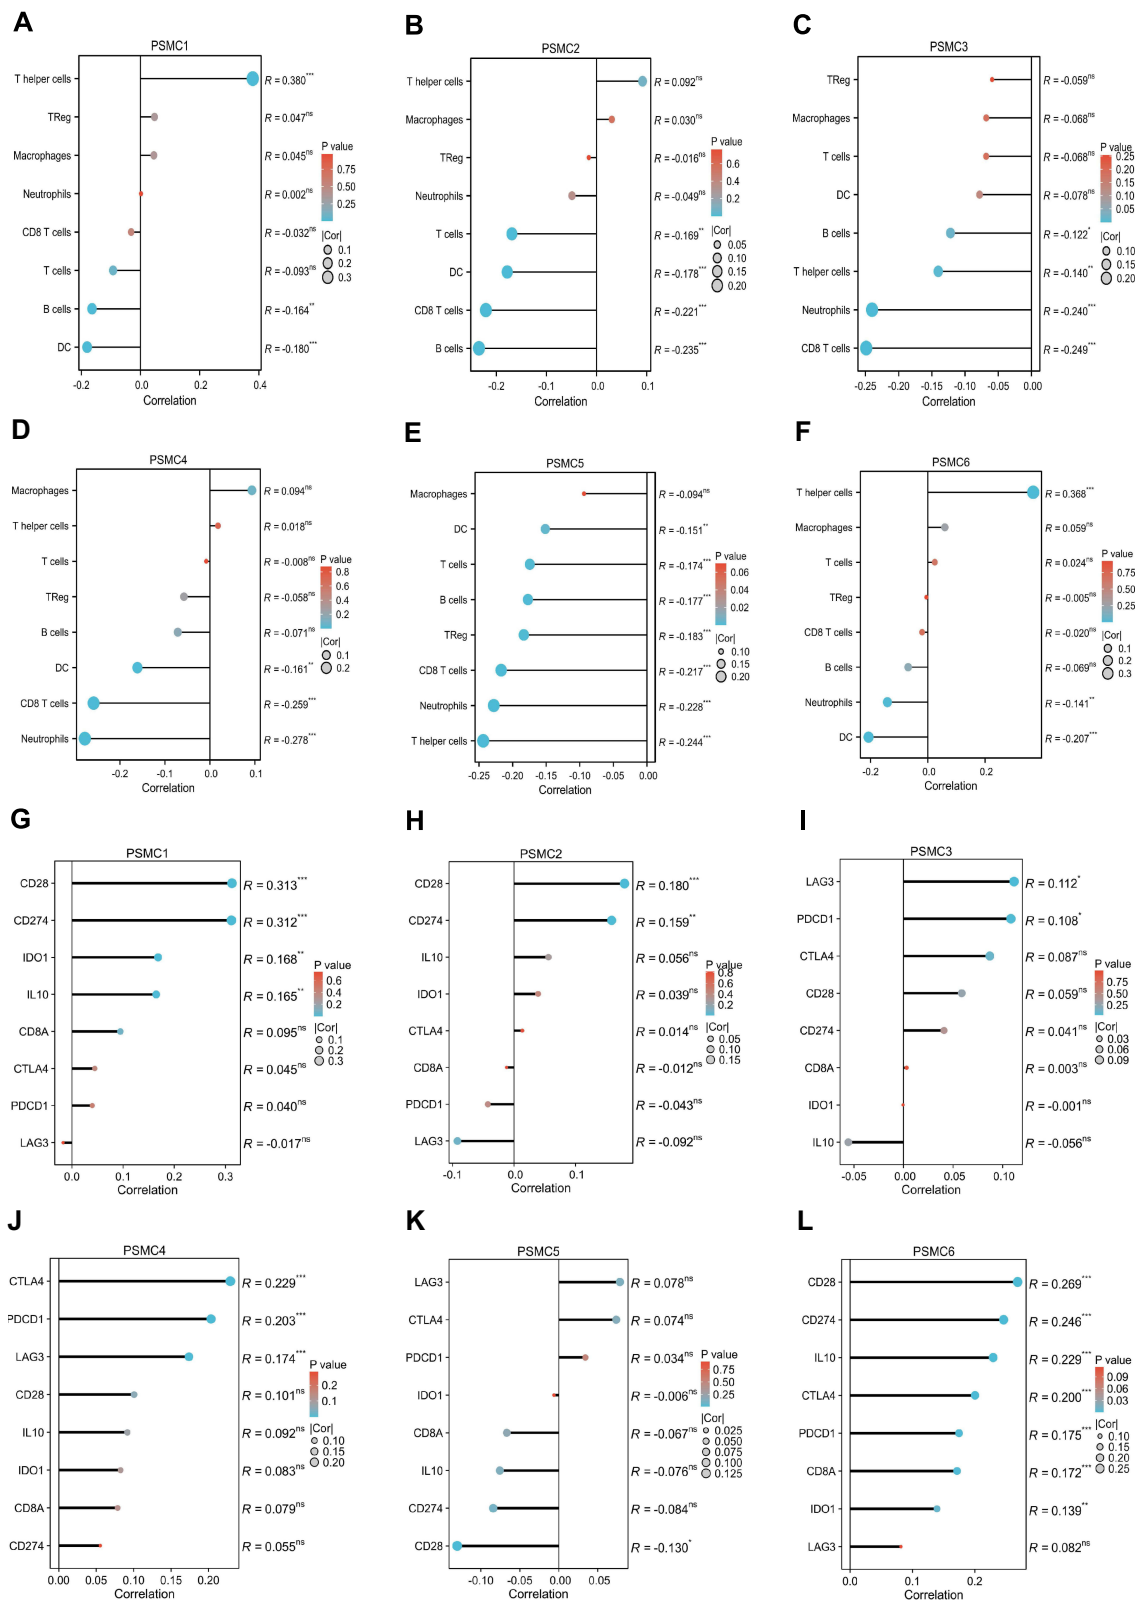 A
PSMC1
T helper cells R = 0.380***
TReg R = 0.047ns
Macrophages R = 0.045ns
Neutrophils R = 0.002ns
CD8 T cells R = -0.032ns
T cells R = -0.093ns
B cells R = -0.164**
DC R = -0.180***
P value
0.75
0.50
0.25
|Cor|
0.1
0.2
0.3
-0.2 0.0 0.2 0.4
Correlation
B
PSMC2
T helper cells R = 0.092ns
Macrophages R = 0.030ns
TReg R = -0.016ns
Neutrophils R = -0.049ns
T cells R = -0.169**
DC R = -0.178***
CD8 T cells R = -0.221***
B cells R = -0.235***
P value
0.6
0.4
0.2
|Cor|
0.05
0.10
0.15
0.20
-0.2 -0.1 0.0 0.1
Correlation
C
PSMC3
TReg R = -0.059ns
Macrophages R = -0.068ns
T cells R = -0.068ns
DC R = -0.078ns
B cells R = -0.122*
T helper cells R = -0.140**
Neutrophils R = -0.240***
CD8 T cells R = -0.249***
P value
0.25
0.20
0.15
0.10
0.05
|Cor|
0.10
0.15
0.20
-0.25 -0.20 -0.15 -0.10 -0.05 0.00
Correlation
D
PSMC4
Macrophages R = 0.094ns
T helper cells R = 0.018ns
T cells R = -0.008ns
TReg R = -0.058ns
B cells R = -0.071ns
DC R = -0.161**
CD8 T cells R = -0.259***
Neutrophils R = -0.278***
P value
0.8
0.6
0.4
0.2
|Cor|
0.1
0.2
-0.2 -0.1 0.0 0.1
Correlation
E
PSMC5
Macrophages R = -0.094ns
DC R = -0.151**
T cells R = -0.174***
B cells R = -0.177***
TReg R = -0.183***
CD8 T cells R = -0.217***
Neutrophils R = -0.228***
T helper cells R = -0.244***
P value
0.06
0.04
0.02
|Cor|
0.10
0.15
0.20
-0.25 -0.20 -0.15 -0.10 -0.05 0.00
Correlation
F
PSMC6
T helper cells R = 0.368***
Macrophages R = 0.059ns
T cells R = 0.024ns
TReg R = -0.005ns
CD8 T cells R = -0.020ns
B cells R = -0.069ns
Neutrophils R = -0.141**
DC R = -0.207***
P value
0.75
0.50
0.25
|Cor|
0.1
0.2
0.3
-0.2 0.0 0.2
Correlation
G
PSMC1
CD28 R = 0.313***
CD274 R = 0.312***
IDO1 R = 0.168**
IL10 R = 0.165**
CD8A R = 0.095ns
CTLA4 R = 0.045ns
PDCD1 R = 0.040ns
LAG3 R = -0.017ns
P value
0.6
0.4
0.2
|Cor|
0.1
0.2
0.3
0.0 0.1 0.2 0.3
Correlation
H
PSMC2
CD28 R = 0.180***
CD274 R = 0.159**
IL10 R = 0.056ns
IDO1 R = 0.039ns
CTLA4 R = 0.014ns
CD8A R = -0.012ns
PDCD1 R = -0.043ns
LAG3 R = -0.092ns
P value
0.8
0.6
0.4
0.2
|Cor|
0.05
0.10
0.15
-0.1 0.0 0.1
Correlation
I
PSMC3
LAG3 R = 0.112*
PDCD1 R = 0.108*
CTLA4 R = 0.087ns
CD28 R = 0.059ns
CD274 R = 0.041ns
CD8A R = 0.003ns
IDO1 R = -0.001ns
IL10 R = -0.056ns
P value
0.75
0.50
0.25
|Cor|
0.03
0.06
0.09
-0.05 0.00 0.05 0.10
Correlation
J
PSMC4
CTLA4 R = 0.229***
PDCD1 R = 0.203***
LAG3 R = 0.174***
CD28 R = 0.101ns
IL10 R = 0.092ns
IDO1 R = 0.083ns
CD8A R = 0.079ns
CD274 R = 0.055ns
P value
0.2
0.1
|Cor|
0.10
0.15
0.20
0.00 0.05 0.10 0.15 0.20
Correlation
K
PSMC5
LAG3 R = 0.078ns
CTLA4 R = 0.074ns
PDCD1 R = 0.034ns
IDO1 R = -0.006ns
CD8A R = -0.067ns
IL10 R = -0.076ns
CD274 R = -0.084ns
CD28 R = -0.130*
P value
0.75
0.50
0.25
|Cor|
0.025
0.050
0.075
0.100
0.125
-0.10 -0.05 0.00 0.05
Correlation
L
PSMC6
CD28 R = 0.269***
CD274 R = 0.246***
IL10 R = 0.229***
CTLA4 R = 0.200***
PDCD1 R = 0.175***
CD8A R = 0.172***
IDO1 R = 0.139**
LAG3 R = 0.082ns
P value
0.09
0.06
0.03
|Cor|
0.10
0.15
0.20
0.25
0.0 0.1 0.2
Correlation